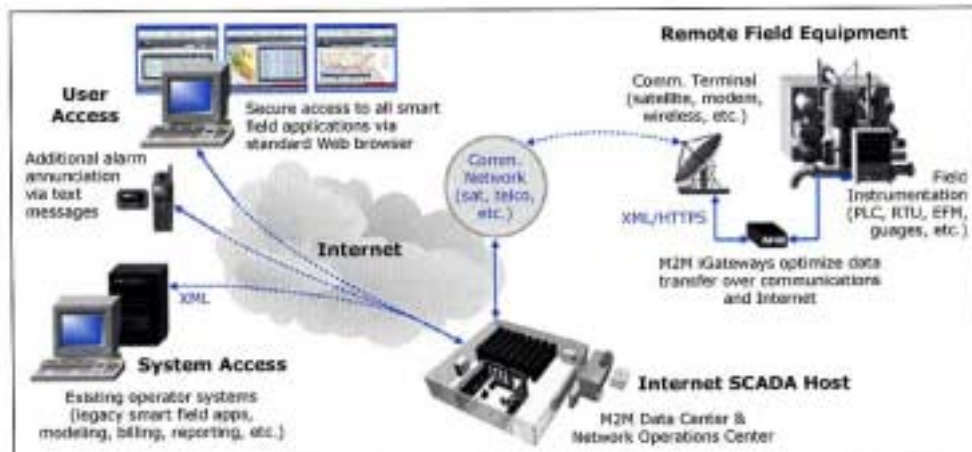 Remote Field Equipment
User
Access
Secure access to all smart
field applications via
standard Web browser
Comm. Terminal
(satellite, modem,
wireless, etc.)
Additional alarm
annunciation
via text
messages
Comm.
Network
(sat, telco,
etc.)
Field
Instrumentation
(PLC, RTU, EFM,
guages, etc.)
XML/HTTPS
Internet
M2M iGateways optimize data
transfer over communications
and Internet
XML
System Access
Existing operator systems
(legacy smart field apps,
modeling, billing, reporting, etc.)
Internet SCADA Host
M2M Data Center &
Network Operations Center